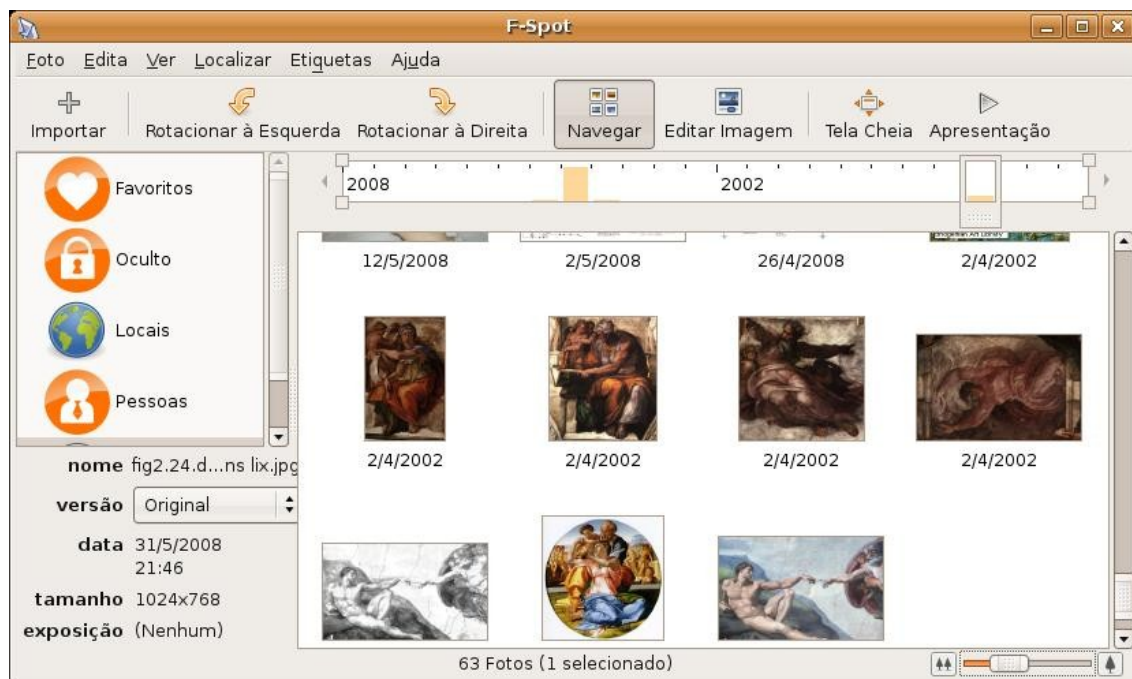 F-Spot
Foto Edita Ver Localizar Etiquetas Ajuda
Importar Rotacionar à Esquerda Rotacionar à Direita Navegar Editar Imagem Tela Cheia Apresentação
Favoritos
Oculto
Locais
Pessoas
nome fig2.24.d...ns lix.jpg
versão Original
data 31/5/2008
21:46
tamanho 1024x768
exposição (Nenhum)
2008 2002
12/5/2008 2/5/2008 26/4/2008 2/4/2002
2/4/2002 2/4/2002 2/4/2002 2/4/2002
63 Fotos (1 selecionado)